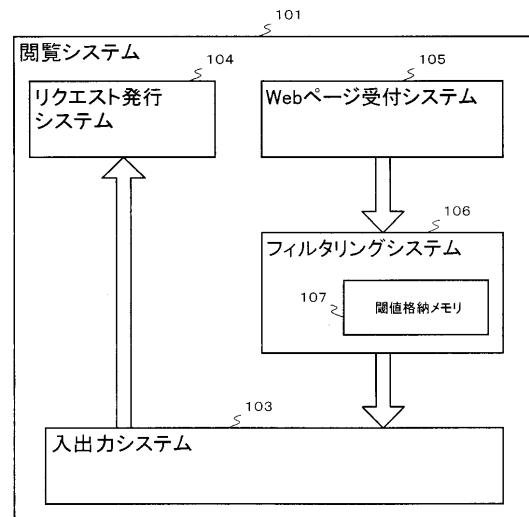 101
閲覧システム
104
リクエスト発行
システム
105
Webページ受付システム
106
フィルタリングシステム
107
閾値格納メモリ
103
入出力システム